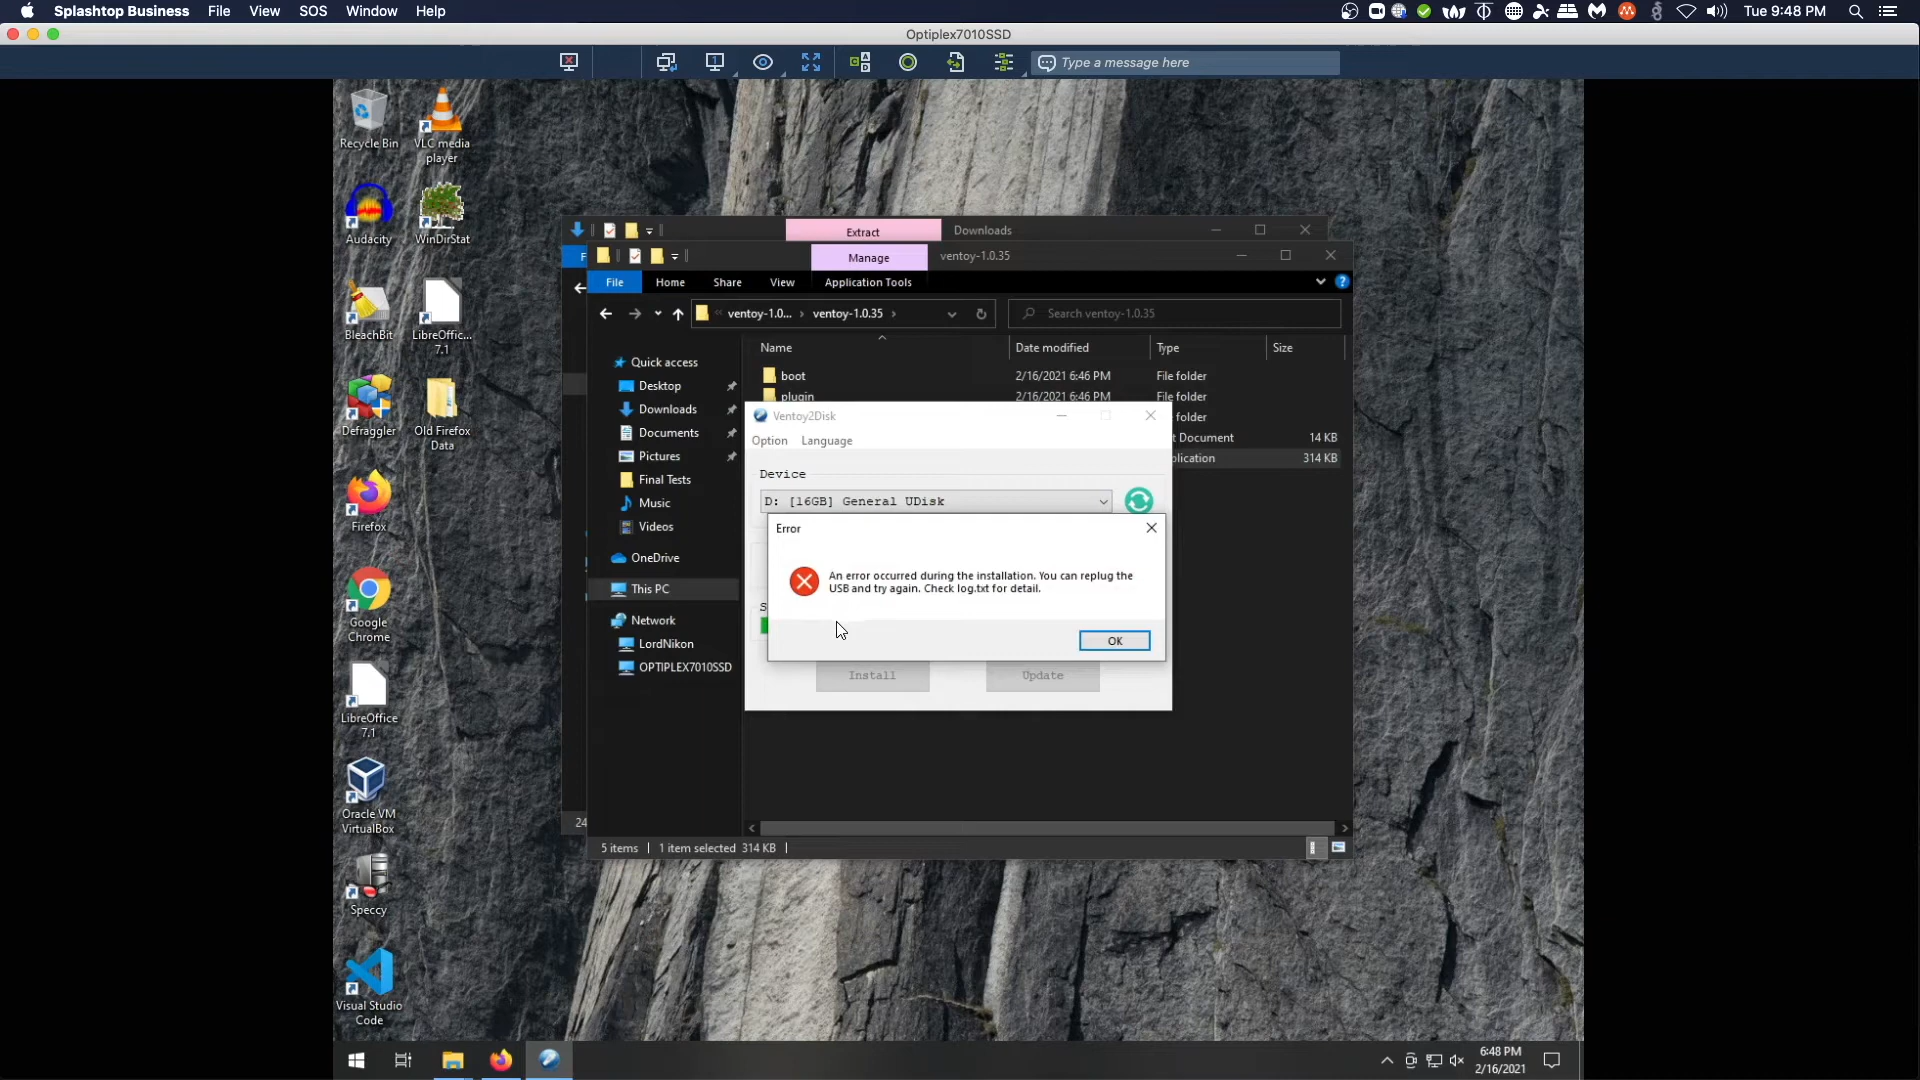 Splashtop Business File View SOS Window Help
Tue 9:48 PM
Optiplex7010SSD
Type a message here
Recycle Bin
VLC media
player
Audacity
WinDirStat
BleachBit
LibreOffic...
7.1
Defraggler
Old Firefox
Data
Firefox
Google
Chrome
LibreOffice
7.1
Oracle VM
VirtualBox
Speccy
Visual Studio
Code
Extract
Downloads
F
Manage
ventoy-1.0.35
File Home Share View Application Tools
ventoy-1.0... › ventoy-1.0.35 ›
Search ventoy-1.0.35
Name Date modified Type Size
Quick access
Desktop
Downloads
Documents
Pictures
Final Tests
Music
Videos
OneDrive
This PC
Network
LordNikon
OPTIPLEX7010SSD
boot 2/16/2021 6:46 PM File folder
plugin 2/16/2021 6:46 PM File folder
folder
t Document 14 KB
plication 314 KB
Ventoy2Disk
Option Language
Device
D: [16GB] General UDisk
Error
An error occurred during the installation. You can replug the
USB and try again. Check log.txt for detail.
S
OK
Install Update
24
5 items 1 item selected 314 KB
6:48 PM
2/16/2021